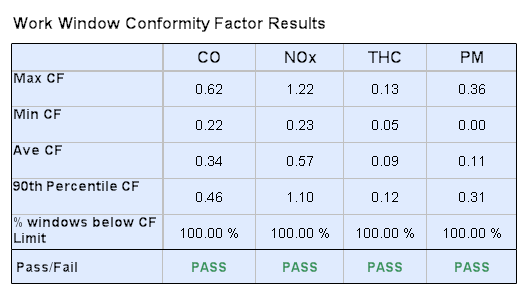 Work Window Conformity Factor Results
CO NOx THC PM
Max CF 0.62 1.22 0.13 0.36
Min CF 0.22 0.23 0.05 0.00
Ave CF 0.34 0.57 0.09 0.11
90th Percentile CF 0.46 1.10 0.12 0.31
% windows below CF
Limit 100.00 % 100.00 % 100.00 % 100.00 %
Pass/Fail PASS PASS PASS PASS